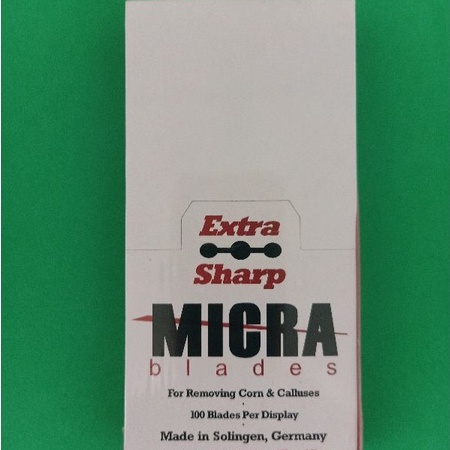 Extra
Sharp
MICRA
blades
For Removing Corn & Calluses
100 Blades Per Display
Made in Solingen, Germany